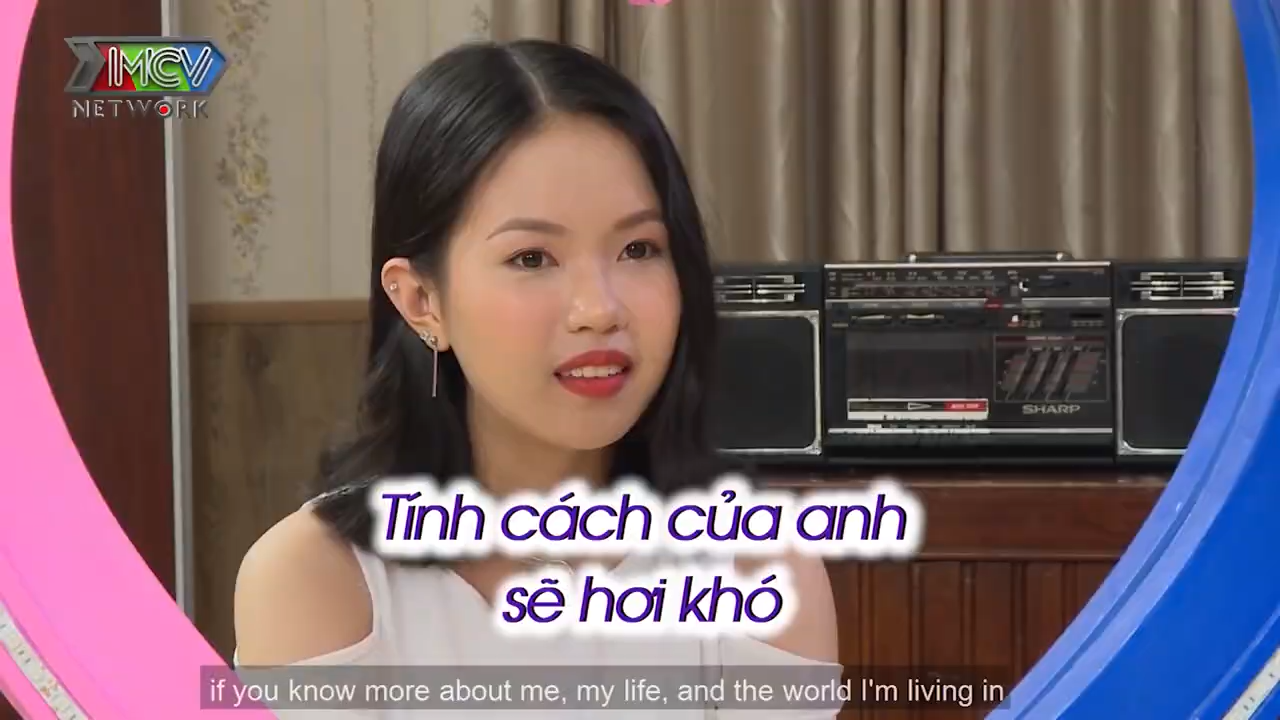 MCV
NETWORK
SHARP
Tính cách của anh
sẽ hơi khó
if you know more about me, my life, and the world I'm living in